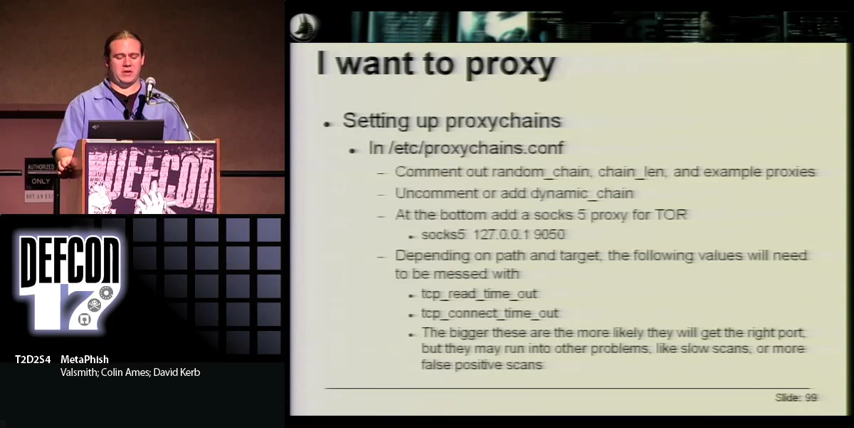 I want to proxy
• Setting up proxychains
• In /etc/proxychains.conf
– Comment out random_chain, chain_len, and example proxies
– Uncomment or add dynamic_chain
– At the bottom add a socks 5 proxy for TOR
• socks5 127.0.0.1 9050
– Depending on path and target, the following values will need
to be messed with
• tcp_read_time_out
• tcp_connect_time_out
• The bigger these are the more likely they will get the right port,
but they may run into other problems, like slow scans, or more
false positive scans
Slide: 99
AUTHORIZED
ONLY
DEFCON
DEFCON
17
T2D2S4 MetaPhish
Valsmith; Colin Ames; David Kerb